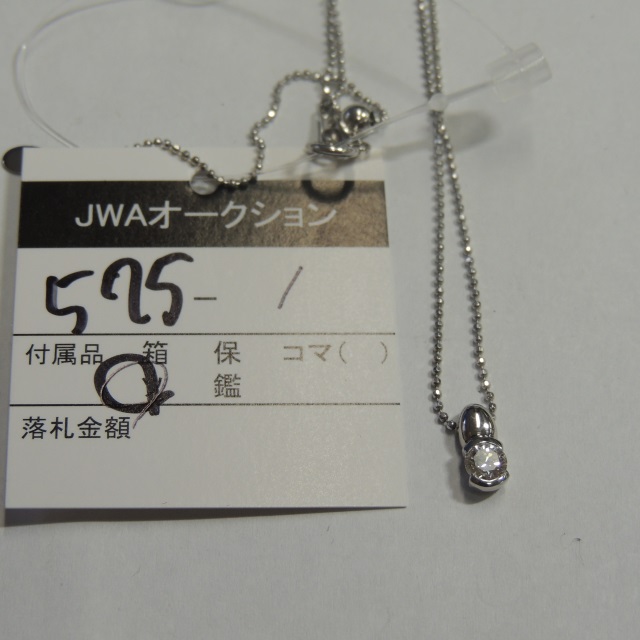 JWAオークション
575- /
付属品 箱 保 コマ( )
鑑
落札金額